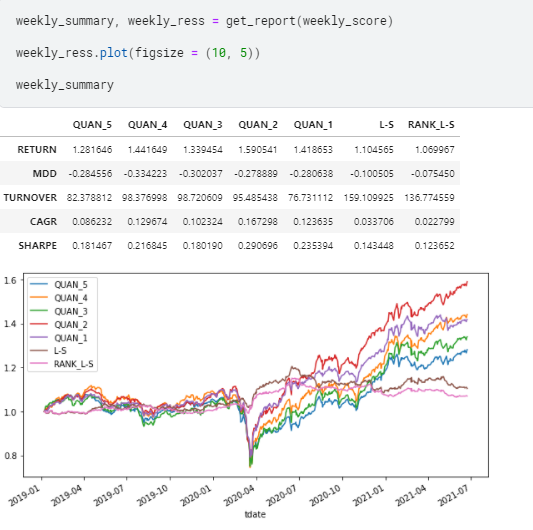 weekly_summary, weekly_ress = get_report(weekly_score)
weekly_ress.plot(figsize = (10, 5))
weekly_summary
QUAN_5 QUAN_4 QUAN_3 QUAN_2 QUAN_1 L-S RANK_L-S
RETURN 1.281646 1.441649 1.339454 1.590541 1.418653 1.104565 1.069967
MDD -0.284556 -0.334223 -0.302037 -0.278889 -0.280638 -0.100505 -0.075450
TURNOVER 82.378812 98.376998 98.720609 95.485438 76.731112 159.109925 136.774559
CAGR 0.086232 0.129674 0.102324 0.167298 0.123635 0.033706 0.022799
SHARPE 0.181467 0.216845 0.180190 0.290696 0.235394 0.143448 0.123652
1.6
1.4
1.2
1.0
0.8
QUAN_5
QUAN_4
QUAN_3
QUAN_2
QUAN_1
L-S
RANK_L-S
2019-01 2019-04 2019-07 2019-10 2020-01 2020-04 2020-07 2020-10 2021-01 2021-04 2021-07
tdate